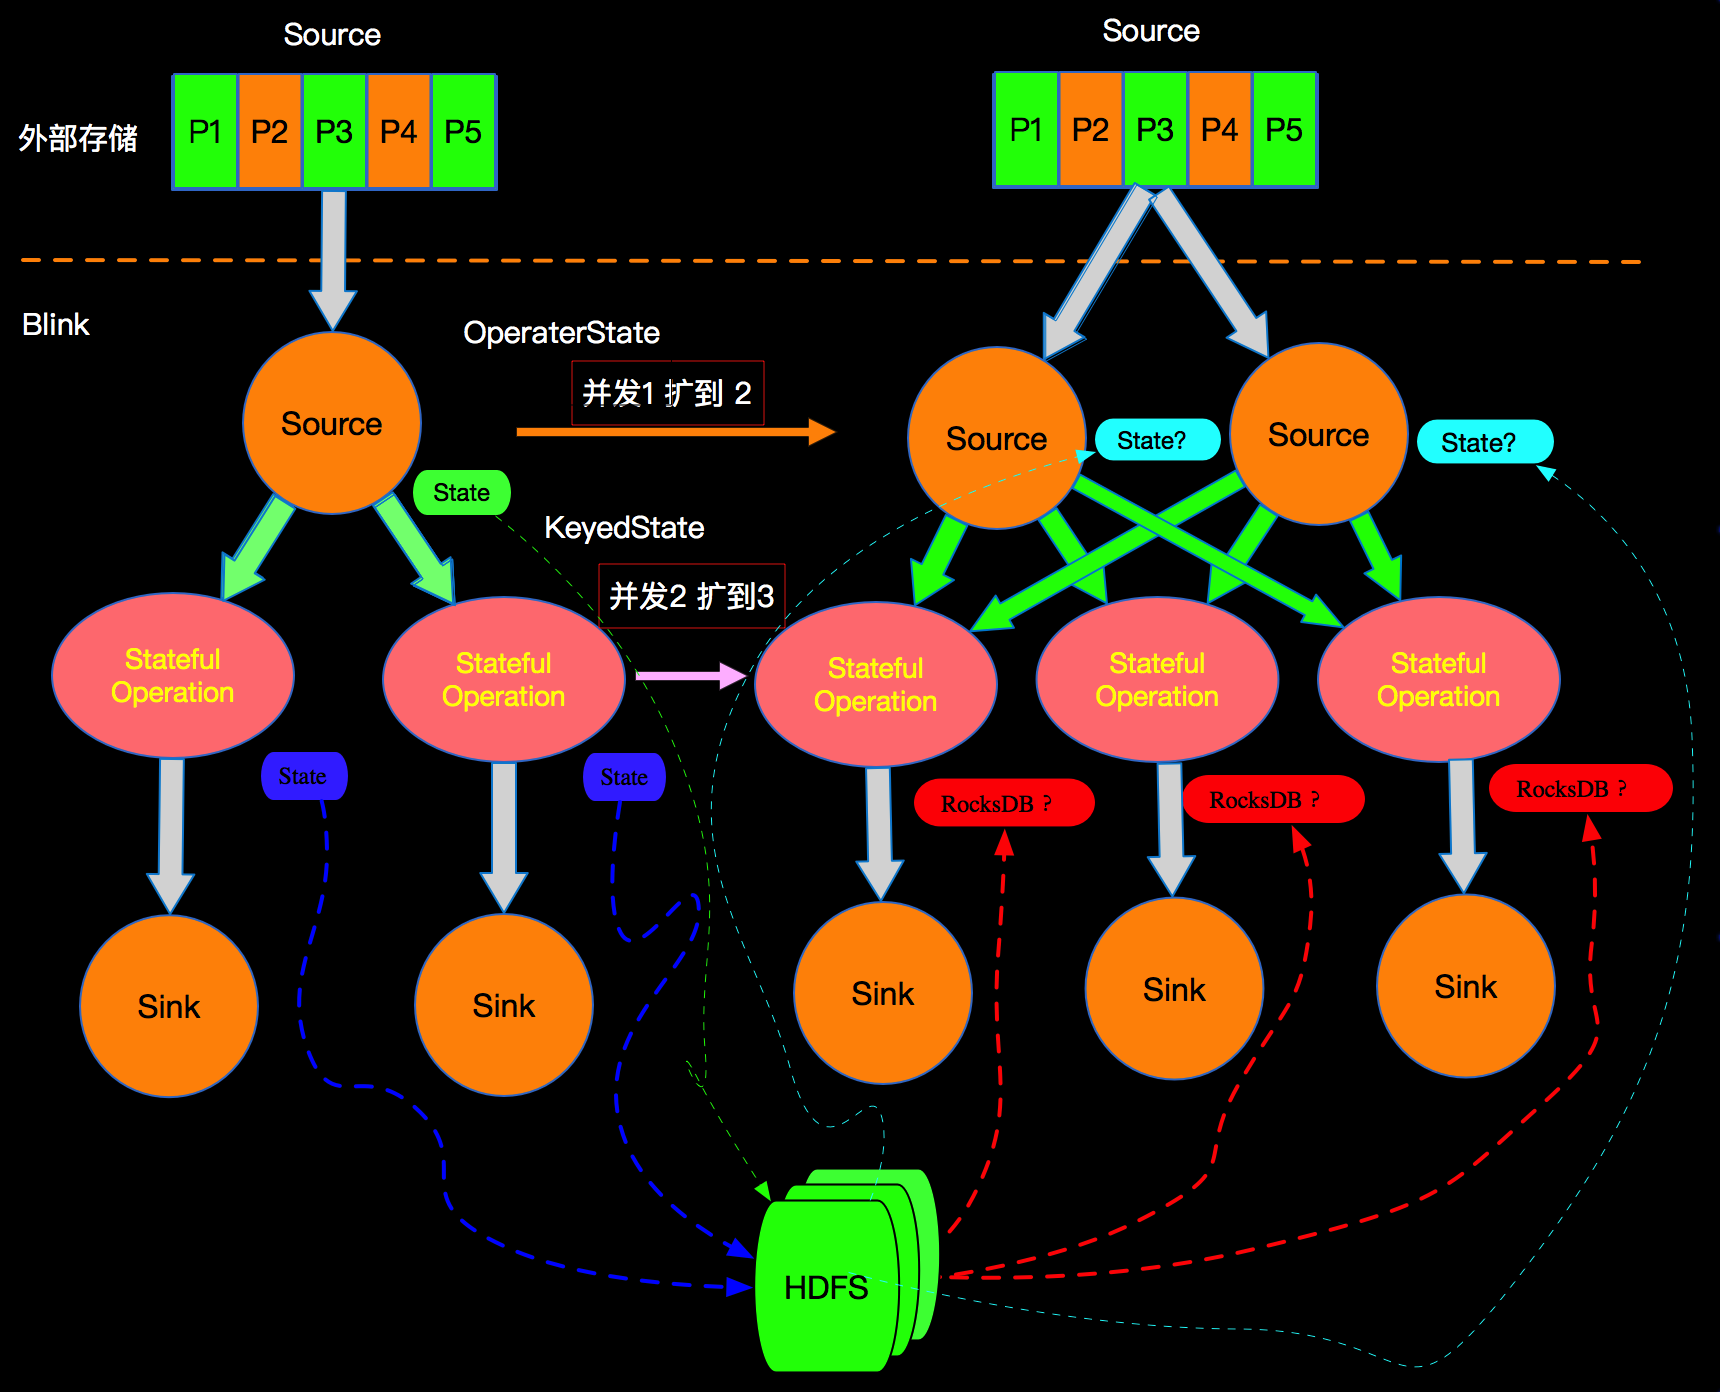 Source
Source
外部存储
P1 P2 P3 P4 P5
P1 P2 P3 P4 P5
Blink
OperaterState
并发1 扩到 2
Source
Source
State?
Source
State?
State
KeyedState
并发2 扩到3
Stateful
Operation
Stateful
Operation
Stateful
Operation
Stateful
Operation
Stateful
Operation
State
State
RocksDB ?
RocksDB ?
RocksDB ?
Sink
Sink
Sink
Sink
Sink
HDFS